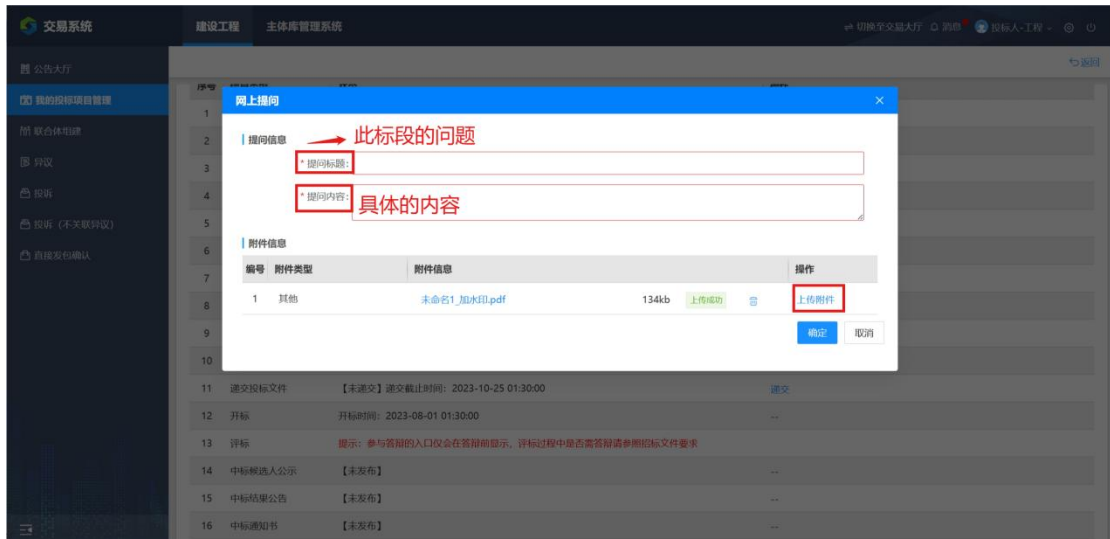 交易系统 建设工程 主体库管理系统 切换至交易大厅 消息 投标人-工程
公告大厅 返回
我的投标项目管理
联合体组建
异议
投诉
投诉（不关联异议）
直接发包确认
序号
1
2
3
4
5
6
7
8
9
10
网上提问
提问信息 此标段的问题
* 提问标题:
* 提问内容: 具体的内容
附件信息
编号 附件类型 附件信息 操作
1 其他 未命名1_加水印.pdf 134kb 上传成功 上传附件
确定 取消
11 递交投标文件 【未递交】递交截止时间：2023-10-25 01:30:00 递交
12 开标 开标时间：2023-08-01 01:30:00 --
13 评标 提示：参与答辩的入口仅会在答辩前显示，评标过程中是否需答辩请参照招标文件要求
14 中标候选人公示 【未发布】 --
15 中标结果公告 【未发布】 --
16 中标通知书 【未发布】 --